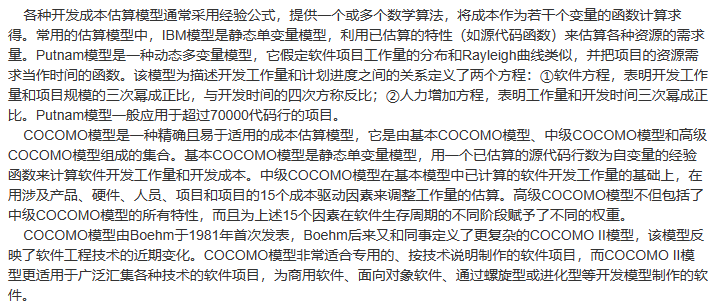 各种开发成本估算模型通常采用经验公式，提供一个或多个数学算法，将成本作为若干个变量的函数计算求
得。常用的估算模型中，IBM模型是静态单变量模型，利用已估算的特性（如源代码函数）来估算各种资源的需求
量。Putnam模型是一种动态多变量模型，它假定软件项目工作量的分布和Rayleigh曲线类似，并把项目的资源需
求当作时间的函数。该模型为描述开发工作量和计划进度之间的关系定义了两个方程：①软件方程，表明开发工作
量和项目规模的三次幂成正比，与开发时间的四次方称反比；②人力增加方程，表明工作量和开发时间三次幂成正
比。Putnam模型一般应用于超过70000代码行的项目。
COCOMO模型是一种精确且易于适用的成本估算模型，它是由基本COCOMO模型、中级COCOMO模型和高级
COCOMO模型组成的集合。基本COCOMO模型是静态单变量模型，用一个已估算的源代码行数为自变量的经验
函数来计算软件开发工作量和开发成本。中级COCOMO模型在基本模型中已计算的软件开发工作量的基础上，在
用涉及产品、硬件、人员、项目和项目的15个成本驱动因素来调整工作量的估算。高级COCOMO模型不但包括了
中级COCOMO模型的所有特性，而且为上述15个因素在软件生存周期的不同阶段赋予了不同的权重。
COCOMO模型由Boehm于1981年首次发表，Boehm后来又和同事定义了更复杂的COCOMO II模型，该模型反
映了软件工程技术的近期变化。COCOMO模型非常适合专用的、按技术说明制作的软件项目，而COCOMO II模
型更适用于广泛汇集各种技术的软件项目，为商用软件、面向对象软件、通过螺旋型或进化型等开发模型制作的软
件。